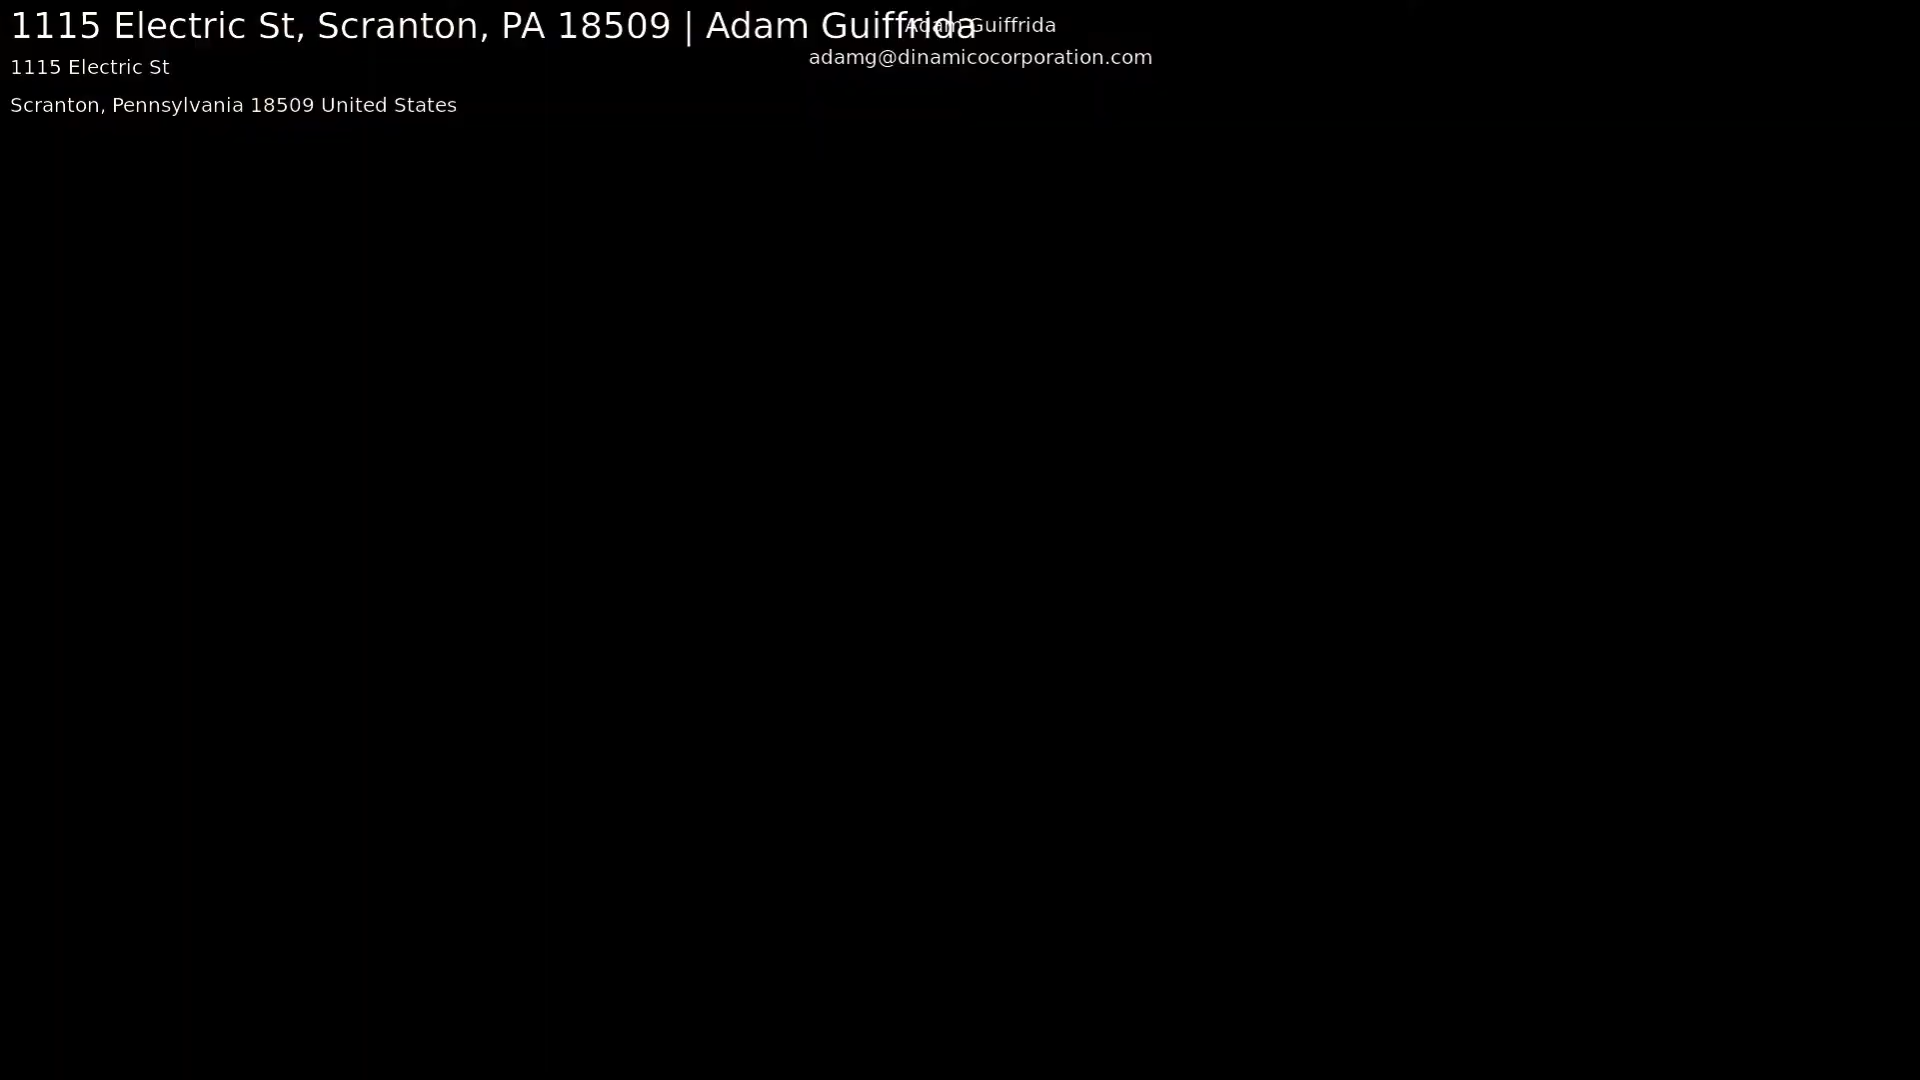 1115 Electric St, Scranton, PA 18509 | Adam Guiffrida
Adam Guiffrida
1115 Electric St
adamg@dinamicocorporation.com
Scranton, Pennsylvania 18509 United States